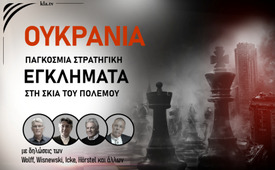 kla.tv
ΟΥΚΡΑΝΙΑ
ΠΑΓΚΟΣΜΙΑ ΣΤΡΑΤΗΓΙΚΗ
ΕΓΚΛΗΜΑΤΑ
ΣΤΗ ΣΚΙΑ ΤΟΥ ΠΟΛΕΜΟΥ
με δηλώσεις των
Wolff, Wisnewski, Icke, Hörstel και άλλων